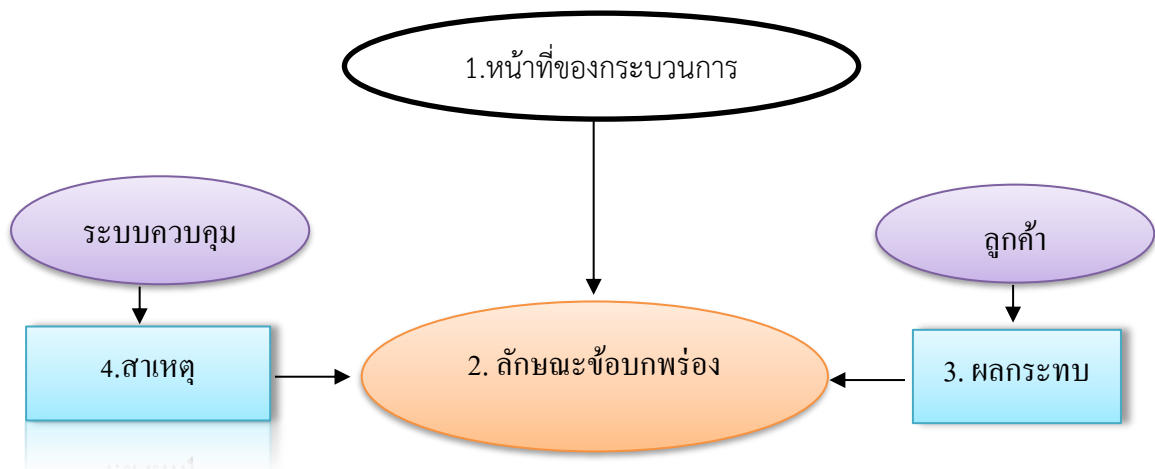 1.หน้าที่ของกระบวนการ
ระบบควบคุม
ลูกค้า
4.สาเหตุ
2. ลักษณะข้อบกพร่อง
3. ผลกระทบ